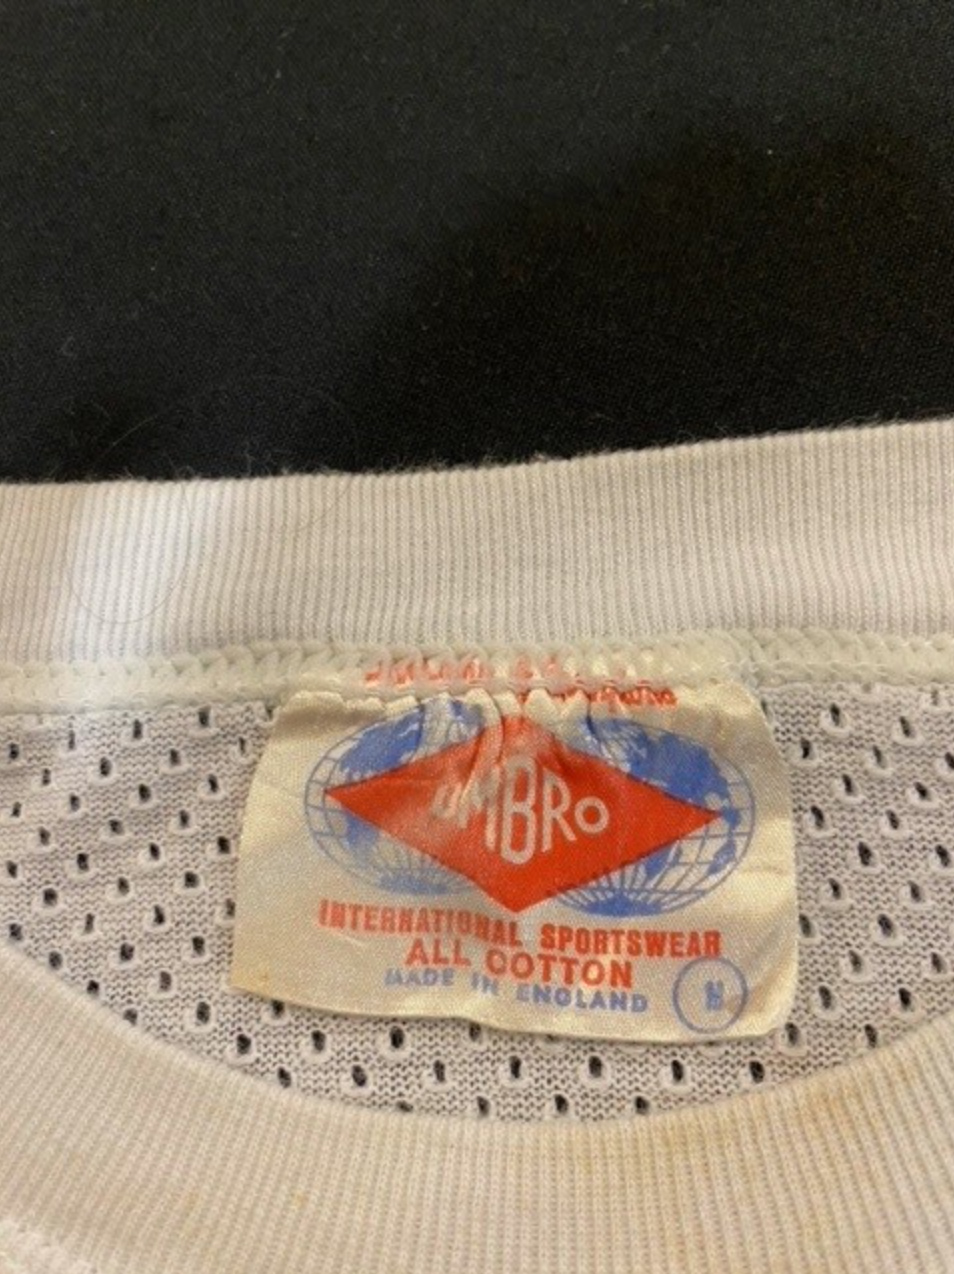 UMBRO
INTERNATIONAL SPORTSWEAR
ALL COTTON
MADE IN ENGLAND